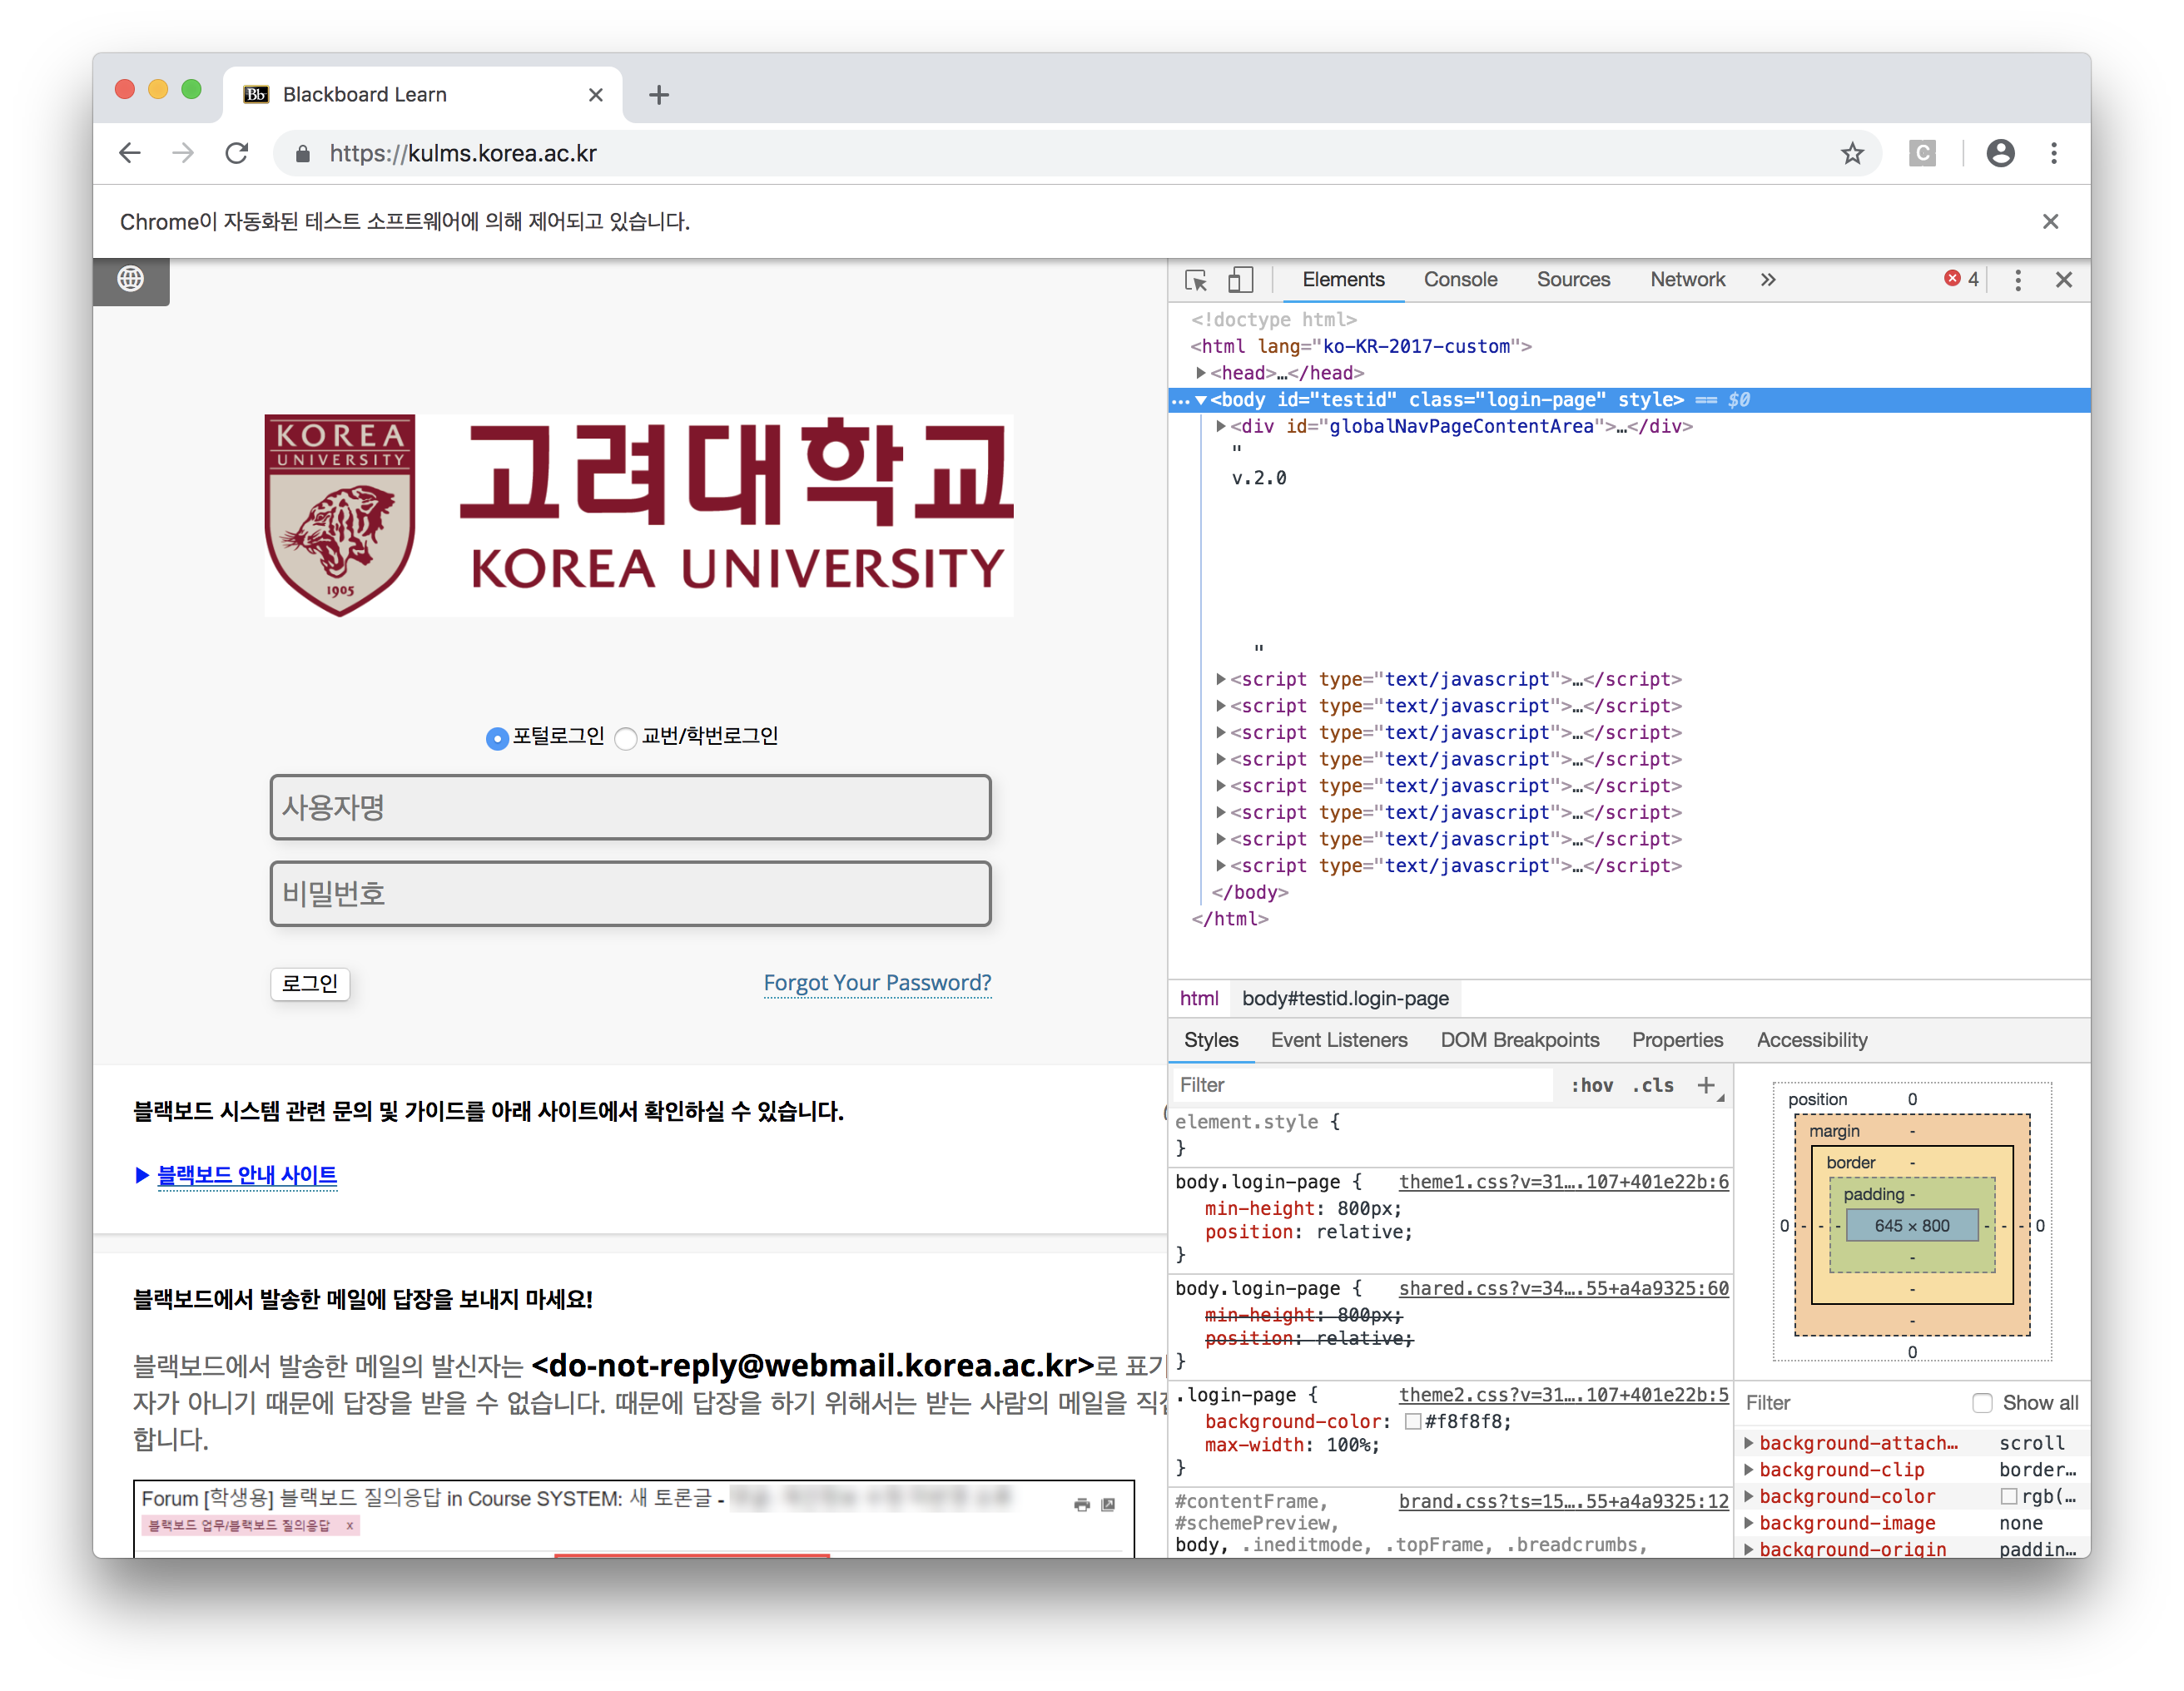 Bb Blackboard Learn
https://kulms.korea.ac.kr
C
Chrome이 자동화된 테스트 소프트웨어에 의해 제어되고 있습니다.
KOREA
UNIVERSITY
1905
고려대학교
KOREA UNIVERSITY
포털로그인 교번/학번로그인
사용자명
비밀번호
로그인 Forgot Your Password?
블랙보드 시스템 관련 문의 및 가이드를 아래 사이트에서 확인하실 수 있습니다.
▶ 블랙보드 안내 사이트
블랙보드에서 발송한 메일에 답장을 보내지 마세요!
블랙보드에서 발송한 메일의 발신자는 <do-not-reply@webmail.korea.ac.kr>로 표기
자가 아니기 때문에 답장을 받을 수 없습니다. 때문에 답장을 하기 위해서는 받는 사람의 메일을 직접
합니다.
Forum [학생용] 블랙보드 질의응답 in Course SYSTEM: 새 토론글 -
블랙보드 업무/블랙보드 질의응답 x
Elements Console Sources Network » 4
<!doctype html>
<html lang="ko-KR-2017-custom">
<head>…</head>
<body id="testid" class="login-page" style> == $0
<div id="globalNavPageContentArea">…</div>
"
v.2.0
"
<script type="text/javascript">…</script>
<script type="text/javascript">…</script>
<script type="text/javascript">…</script>
<script type="text/javascript">…</script>
<script type="text/javascript">…</script>
<script type="text/javascript">…</script>
<script type="text/javascript">…</script>
<script type="text/javascript">…</script>
</body>
</html>
html body#testid.login-page
Styles Event Listeners DOM Breakpoints Properties Accessibility
Filter :hov .cls +
element.style {
}
body.login-page { theme1.css?v=31….107+401e22b:6
min-height: 800px;
position: relative;
}
body.login-page { shared.css?v=34….55+a4a9325:60
min-height: 800px;
position: relative;
}
.login-page { theme2.css?v=31….107+401e22b:5
background-color: #f8f8f8;
max-width: 100%;
}
#contentFrame, brand.css?ts=15….55+a4a9325:12
#schemePreview,
body, .ineditmode, .topFrame, .breadcrumbs,
position 0
margin -
border -
padding -
0 - - - 645 × 800 - - - 0
-
-
-
0
Filter Show all
background-attach… scroll
background-clip border…
background-color rgb(…
background-image none
background-origin paddin…